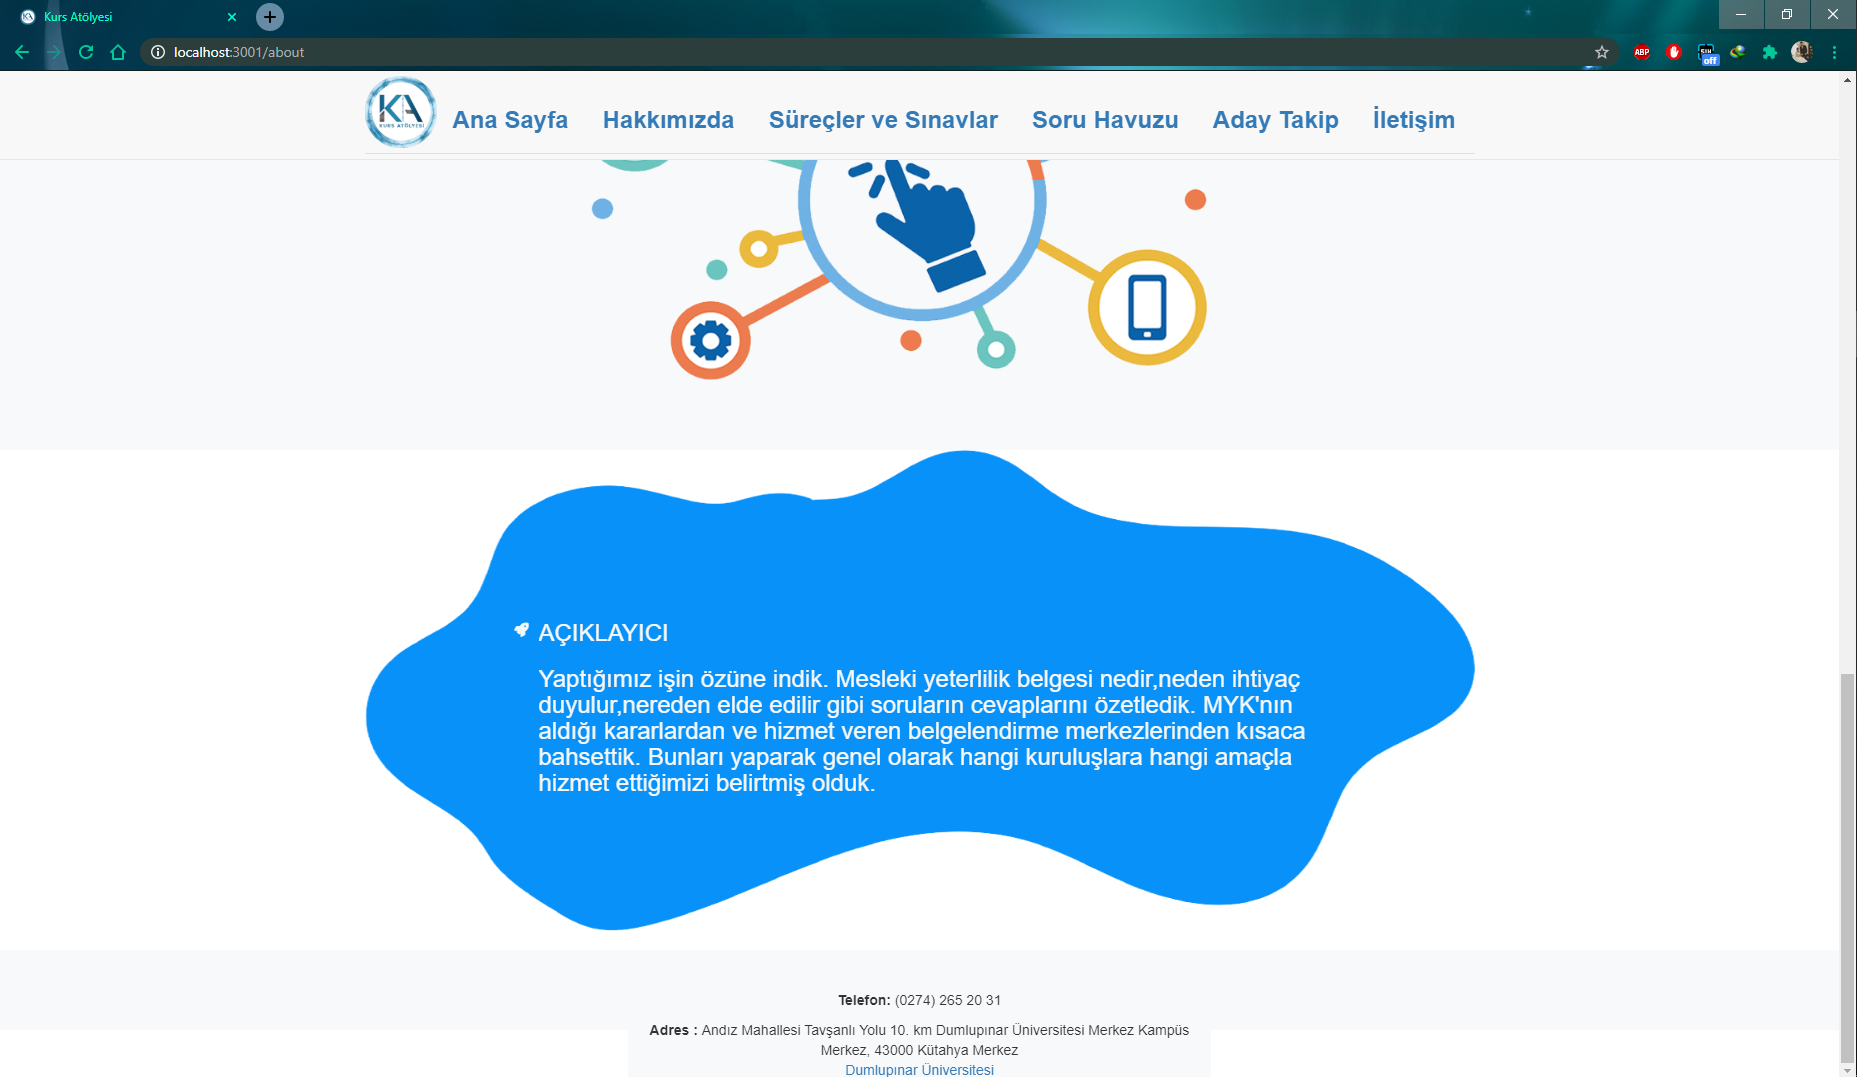 Kurs Atölyesi
localhost:3001/about
ABP
off
KA
KURS ATÖLYESİ
Ana Sayfa Hakkımızda Süreçler ve Sınavlar Soru Havuzu Aday Takip İletişim
AÇIKLAYICI
Yaptığımız işin özüne indik. Mesleki yeterlilik belgesi nedir,neden ihtiyaç
duyulur,nereden elde edilir gibi soruların cevaplarını özetledik. MYK'nın
aldığı kararlardan ve hizmet veren belgelendirme merkezlerinden kısaca
bahsettik. Bunları yaparak genel olarak hangi kuruluşlara hangi amaçla
hizmet ettiğimizi belirtmiş olduk.
Telefon: (0274) 265 20 31
Adres : Andız Mahallesi Tavşanlı Yolu 10. km Dumlupınar Üniversitesi Merkez Kampüs
Merkez, 43000 Kütahya Merkez
Dumlupınar Üniversitesi